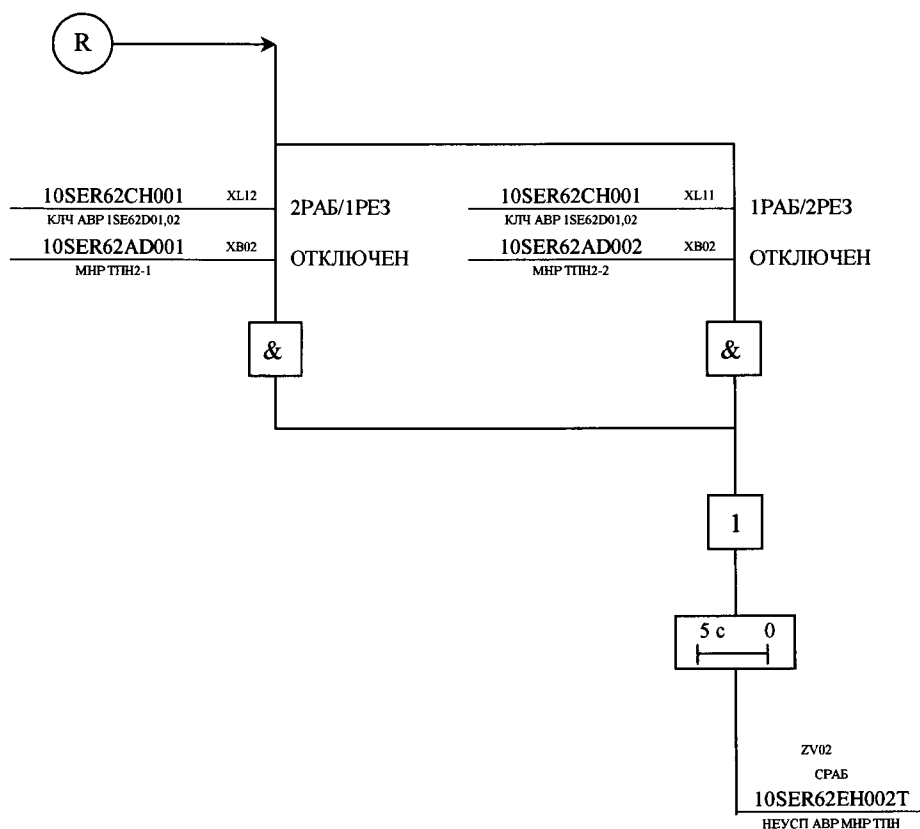 R
10SER62CH001 XL12 2РАБ/1РЕЗ
КЛЧ АВР 1SE62D01,02
10SER62AD001 XB02 ОТКЛЮЧЕН
МНР ТПН2-1
10SER62CH001 XL11 1РАБ/2РЕЗ
КЛЧ АВР 1SE62D01,02
10SER62AD002 XB02 ОТКЛЮЧЕН
МНР ТПН2-2
& &
1
5 с 0
ZV02
СРАБ
10SER62EH002T
НЕУСП АВР МНР ТПН